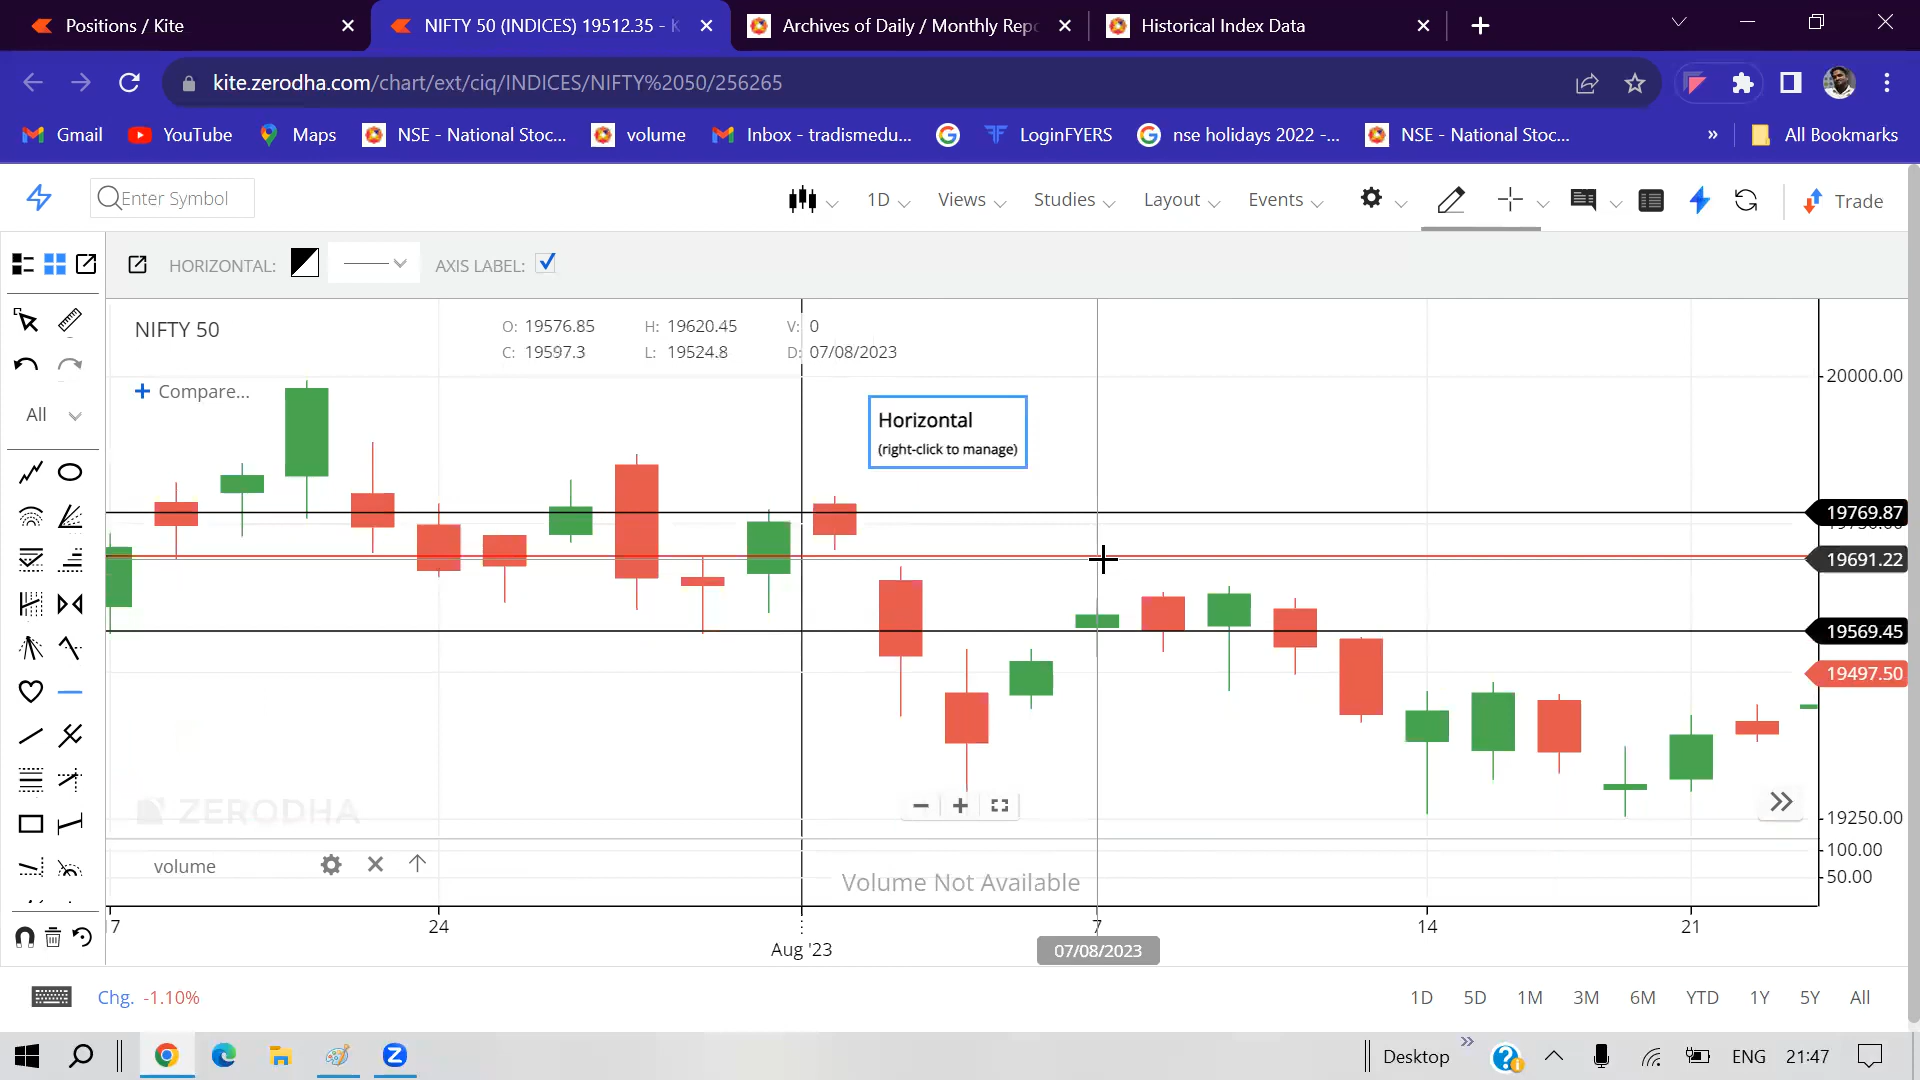 Positions / Kite
NIFTY 50 (INDICES) 19512.35 - K
Archives of Daily / Monthly Repo
Historical Index Data
kite.zerodha.com/chart/ext/ciq/INDICES/NIFTY%2050/256265
Gmail
YouTube
Maps
NSE - National Stoc...
volume
Inbox - tradismedu...
LoginFYERS
nse holidays 2022 -...
NSE - National Stoc...
»
All Bookmarks
Enter Symbol
1D
Views
Studies
Layout
Events
Trade
HORIZONTAL:
AXIS LABEL:
NIFTY 50
O: 19576.85 H: 19620.45 V: 0
C: 19597.3 L: 19524.8 D: 07/08/2023
+ Compare...
All
Horizontal
(right-click to manage)
20000.00
19769.87
19691.22
19569.45
19497.50
19250.00
ZERODHA
volume
Volume Not Available
100.00
50.00
17
24
7
14
21
Aug '23
07/08/2023
Chg. -1.10%
1D 5D 1M 3M 6M YTD 1Y 5Y All
Desktop
ENG
21:47